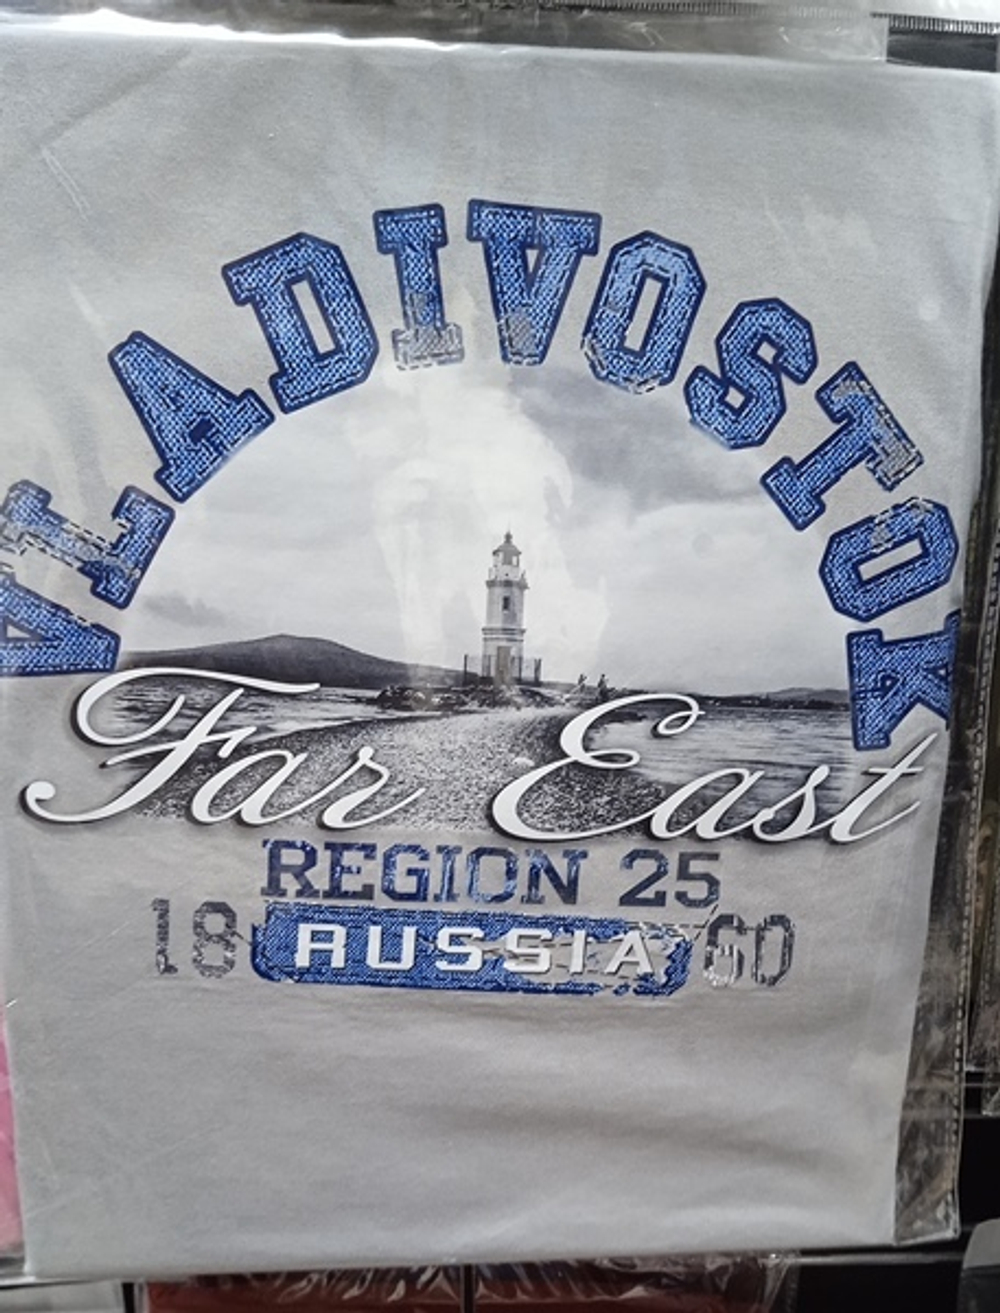 VLADIVOSTOK
Far East
REGION 25
18 RUSSIA 60